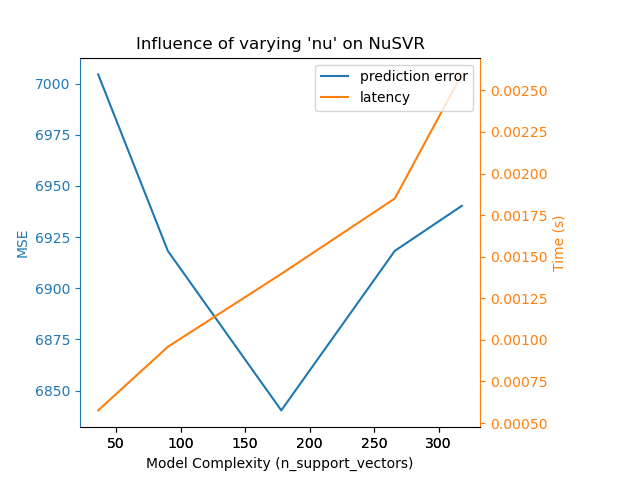 Influence of varying 'nu' on NuSVR
prediction error
latency
7000
6975
6950
6925
6900
6875
6850
MSE
0.00250
0.00225
0.00200
0.00175
0.00150
0.00125
0.00100
0.00075
0.00050
Time (s)
50 100 150 200 250 300
Model Complexity (n_support_vectors)